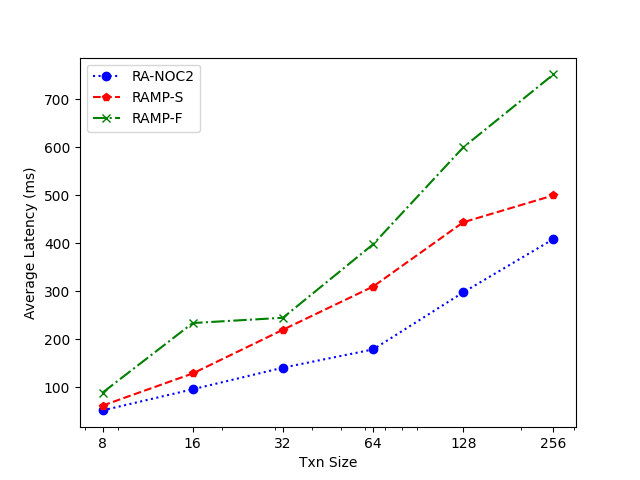 RA-NOC2
RAMP-S
RAMP-F
Average Latency (ms)
700
600
500
400
300
200
100
8 16 32 64 128 256
Txn Size